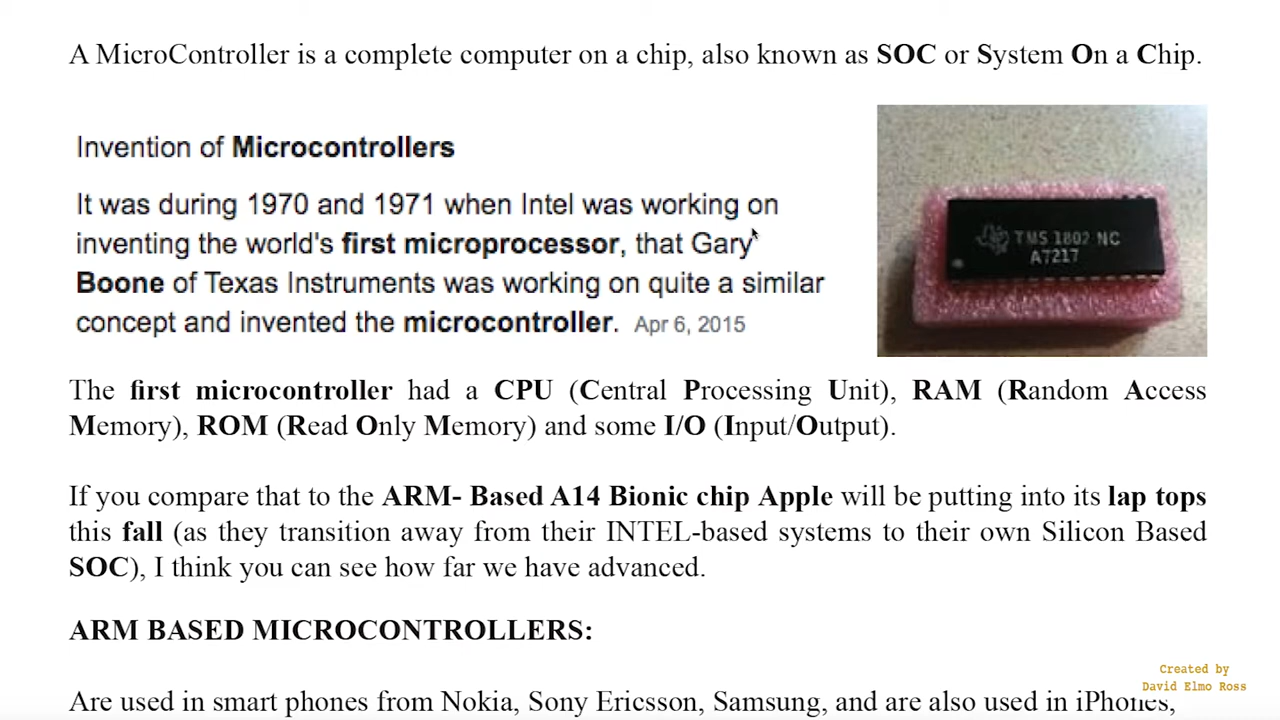 A MicroController is a complete computer on a chip, also known as SOC or System On a Chip.
Invention of Microcontrollers
It was during 1970 and 1971 when Intel was working on
inventing the world's first microprocessor, that Gary
Boone of Texas Instruments was working on quite a similar
concept and invented the microcontroller. Apr 6, 2015
TMS 1802 NC
A7217
The first microcontroller had a CPU (Central Processing Unit), RAM (Random Access
Memory), ROM (Read Only Memory) and some I/O (Input/Output).
If you compare that to the ARM- Based A14 Bionic chip Apple will be putting into its lap tops
this fall (as they transition away from their INTEL-based systems to their own Silicon Based
SOC), I think you can see how far we have advanced.
ARM BASED MICROCONTROLLERS:
Are used in smart phones from Nokia, Sony Ericsson, Samsung, and are also used in iPhones,
Created by
David Elmo Ross